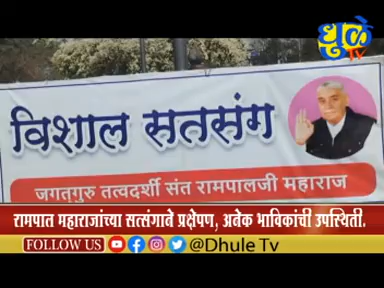 धुळे
TV
विशाल सतसंग
जगतगुरु तत्वदर्शी संत रामपालजी महाराज
रामपात महाराजांच्या सत्संगाने प्रक्षेपण, अनेक भाविकांची उपस्थिती.
FOLLOW US
@Dhule Tv